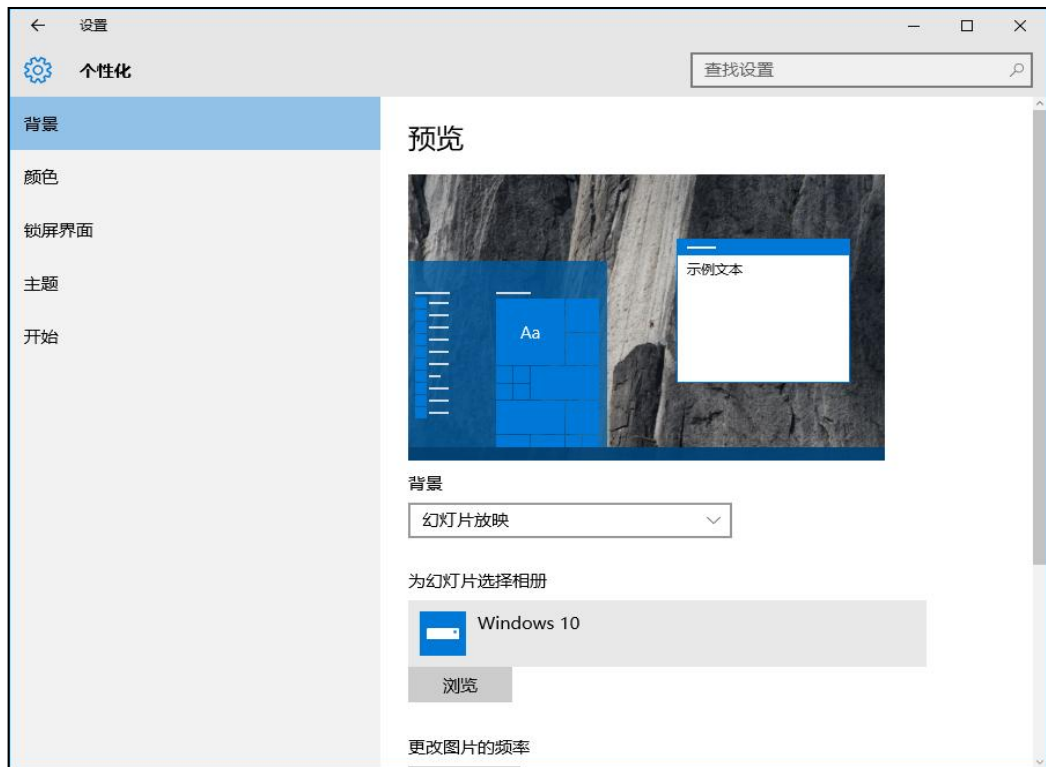 设置
个性化
查找设置
背景
颜色
锁屏界面
主题
开始
预览
Aa
示例文本
背景
幻灯片放映
为幻灯片选择相册
Windows 10
浏览
更改图片的频率